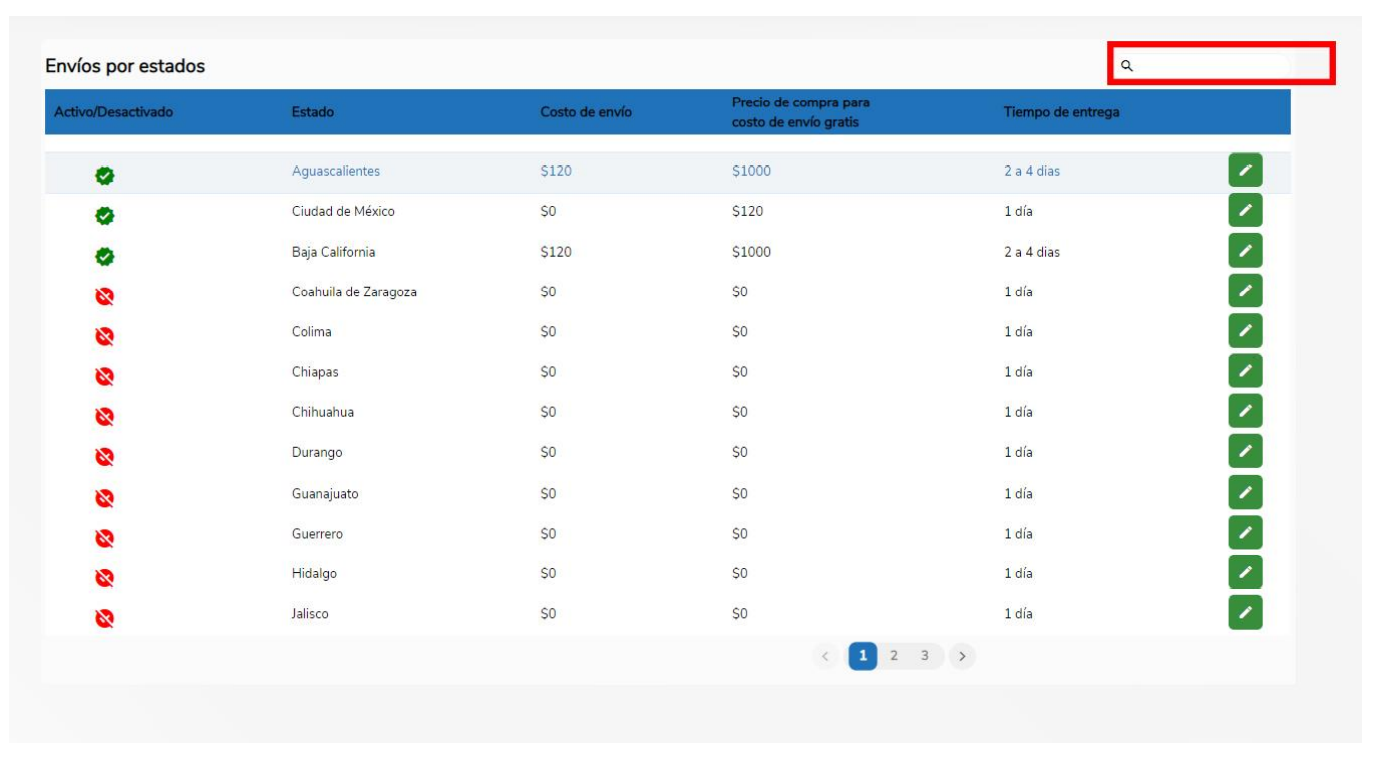 Envíos por estados
Activo/Desactivado Estado Costo de envío Precio de compra para costo de envío gratis Tiempo de entrega
Aguascalientes $120 $1000 2 a 4 dias
Ciudad de México $0 $120 1 día
Baja California $120 $1000 2 a 4 dias
Coahuila de Zaragoza $0 $0 1 día
Colima $0 $0 1 día
Chiapas $0 $0 1 día
Chihuahua $0 $0 1 día
Durango $0 $0 1 día
Guanajuato $0 $0 1 día
Guerrero $0 $0 1 día
Hidalgo $0 $0 1 día
Jalisco $0 $0 1 día
< 1 2 3 >